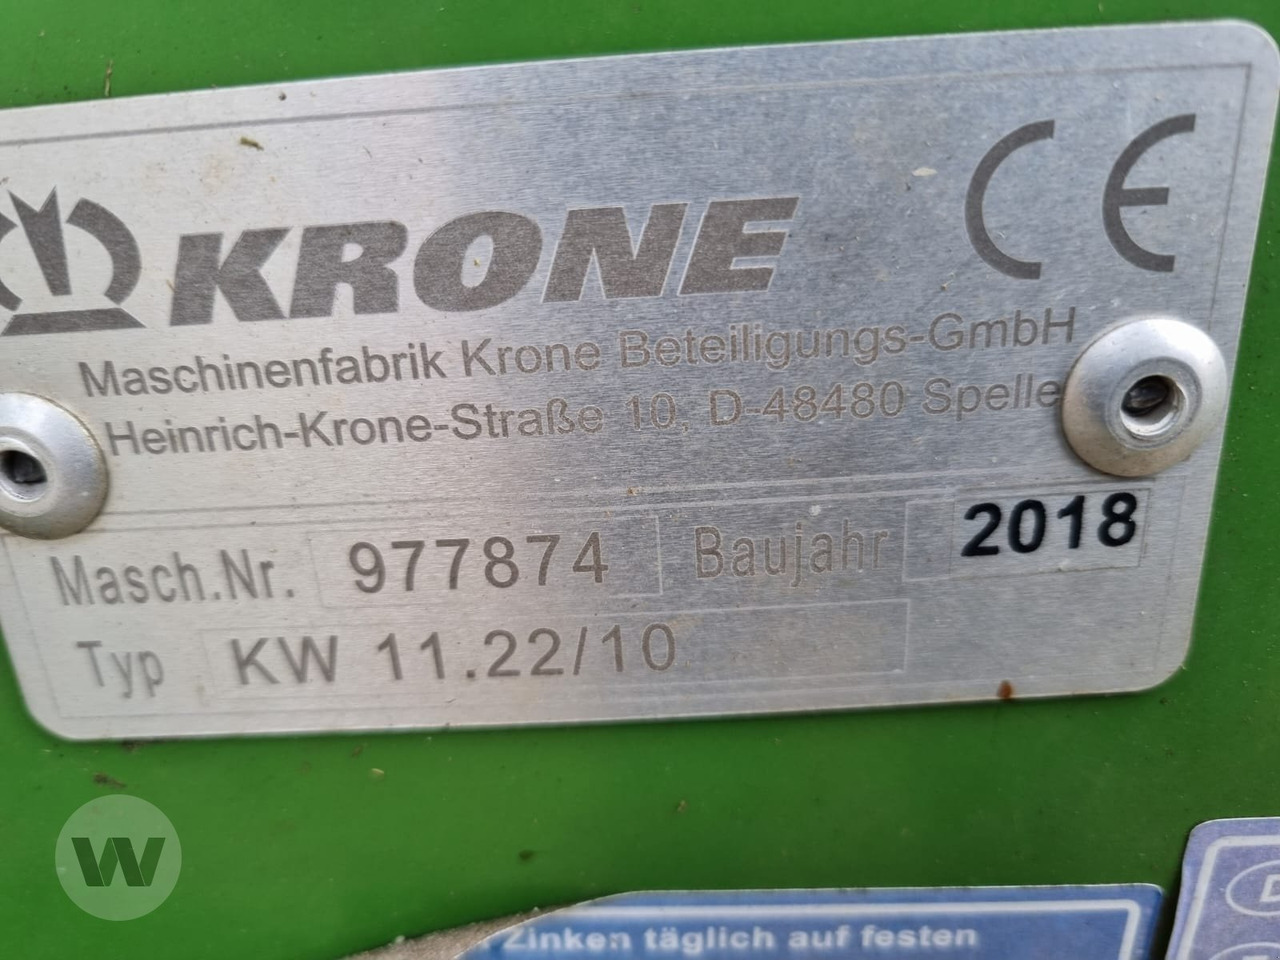 KRONE
CE
Maschinenfabrik Krone Beteiligungs-GmbH
Heinrich-Krone-Straße 10, D-48480 Spelle
Masch.Nr. 977874 Baujahr 2018
Typ KW 11.22/10
W
Zinken täglich auf festen
D